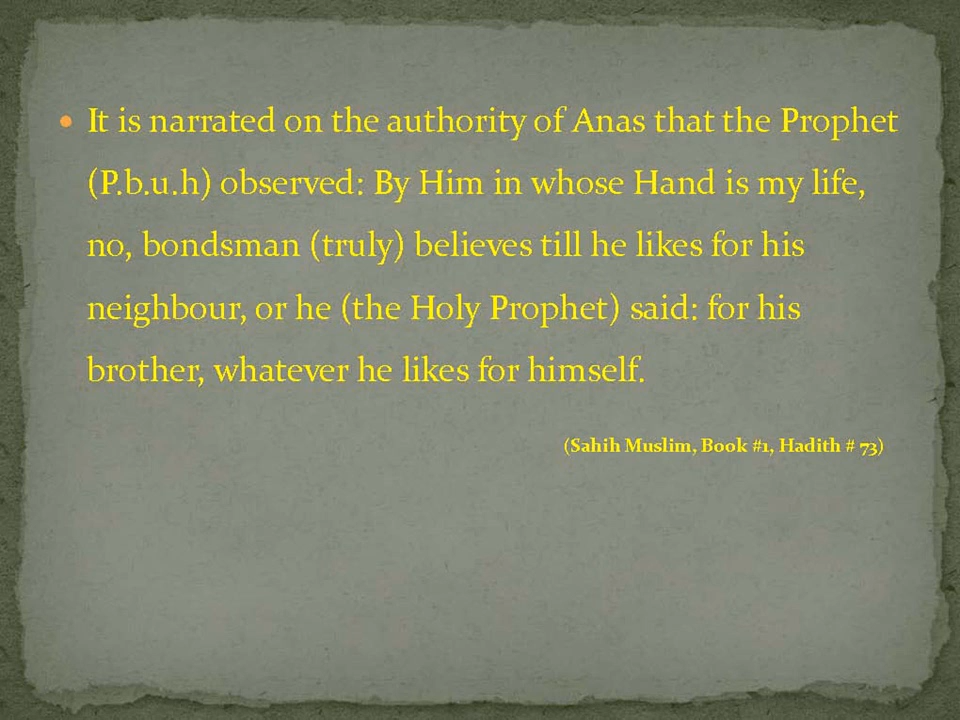 • It is narrated on the authority of Anas that the Prophet
(P.b.u.h) observed: By Him in whose Hand is my life,
no, bondsman (truly) believes till he likes for his
neighbour, or he (the Holy Prophet) said: for his
brother, whatever he likes for himself.
(Sahih Muslim, Book #1, Hadith # 73)